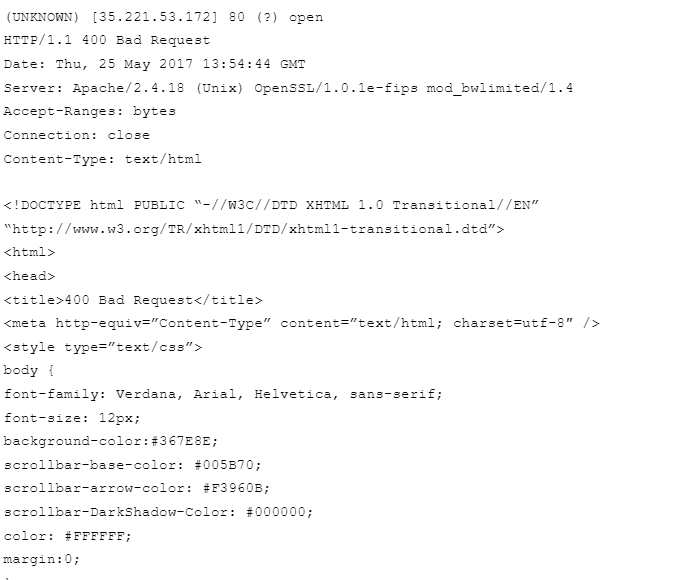 (UNKNOWN) [35.221.53.172] 80 (?) open
HTTP/1.1 400 Bad Request
Date: Thu, 25 May 2017 13:54:44 GMT
Server: Apache/2.4.18 (Unix) OpenSSL/1.0.1e-fips mod_bwlimited/1.4
Accept-Ranges: bytes
Connection: close
Content-Type: text/html
<!DOCTYPE html PUBLIC “-//W3C//DTD XHTML 1.0 Transitional//EN”
“http://www.w3.org/TR/xhtml1/DTD/xhtml1-transitional.dtd”>
<html>
<head>
<title>400 Bad Request</title>
<meta http-equiv=”Content-Type” content=”text/html; charset=utf-8″ />
<style type=”text/css”>
body {
font-family: Verdana, Arial, Helvetica, sans-serif;
font-size: 12px;
background-color:#367E8E;
scrollbar-base-color: #005B70;
scrollbar-arrow-color: #F3960B;
scrollbar-DarkShadow-Color: #000000;
color: #FFFFFF;
margin:0;